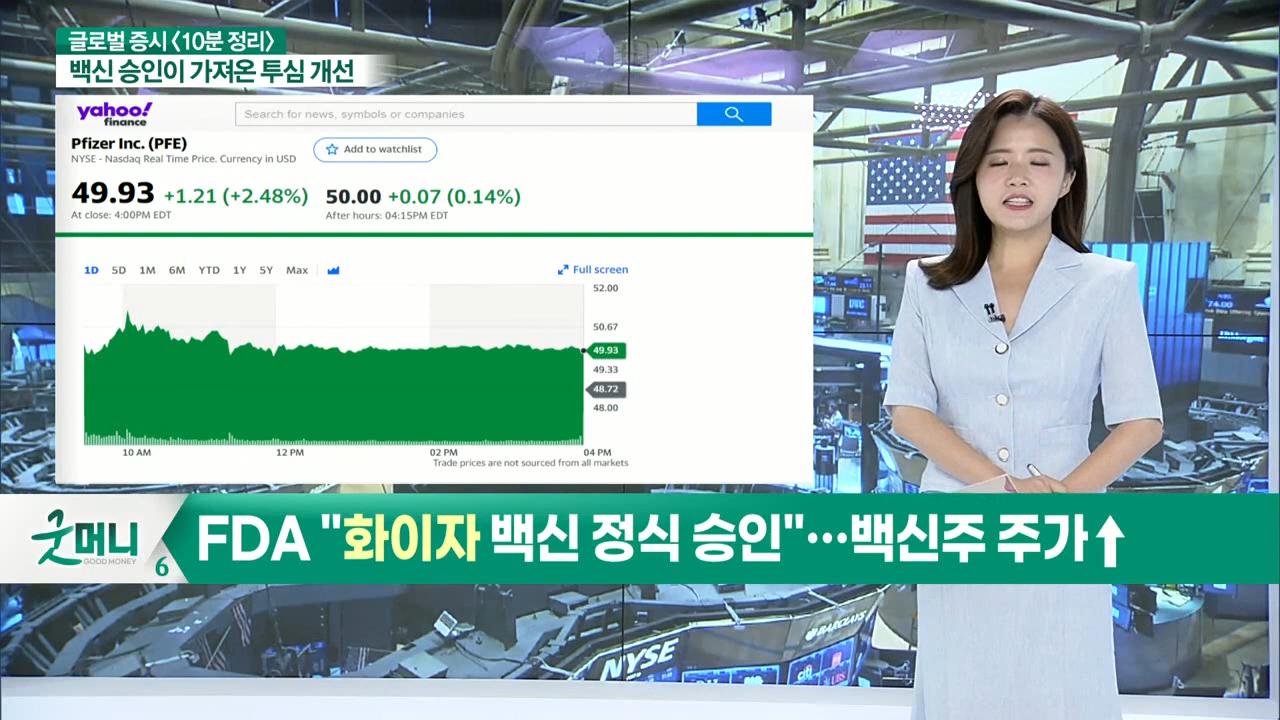 글로벌 증시 <10분 정리>
백신 승인이 가져온 투심 개선
yahoo!
finance
Search for news, symbols or companies
Pfizer Inc. (PFE)
NYSE - Nasdaq Real Time Price. Currency in USD
Add to watchlist
49.93 +1.21 (+2.48%)
At close: 4:00PM EDT
50.00 +0.07 (0.14%)
After hours: 04:15PM EDT
1D 5D 1M 6M YTD 1Y 5Y Max
Full screen
52.00
50.67
49.93
49.33
48.72
48.00
10 AM 12 PM 02 PM 04 PM
Trade prices are not sourced from all markets
굿머니
GOOD MONEY
6
FDA "화이자 백신 정식 승인"…백신주 주가↑
NYSE
BARCLAYS
citi
UBS
74.00